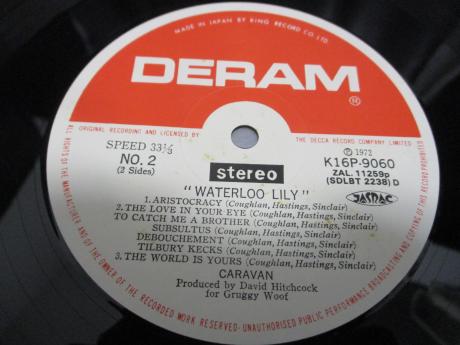 MADE IN JAPAN BY KING RECORD CO. LTD.
DERAM®
ORIGINAL RECORDING AND LICENSED BY THE DECCA RECORD COMPANY LIMITED
SPEED 33⅓
NO. 2
(2 Sides)
stereo
℗ 1972
K16P-9060
ZAL. 11259p
(SDLBT 2238) D
JASRAC
"WATERLOO LILY"
1. ARISTOCRACY (Coughlan, Hastings, Sinclair)
2. THE LOVE IN YOUR EYE (Coughlan, Hastings, Sinclair)
TO CATCH ME A BROTHER (Coughlan, Hastings, Sinclair)
SUBSULTUS (Coughlan, Hastings, Sinclair)
DEBOUCHEMENT (Coughlan, Hastings, Sinclair)
TILBURY KECKS (Coughlan, Hastings, Sinclair)
3. THE WORLD IS YOURS (Coughlan, Hastings, Sinclair)
CARAVAN
Produced by David Hitchcock
for Gruggy Woof
ALL RIGHTS OF THE MANUFACTURER AND OF THE OWNER OF THE RECORDED WORK RESERVED-UNAUTHORISED PUBLIC PERFORMANCE BROADCASTING AND COPYING OF THIS RECORD PROHIBITED